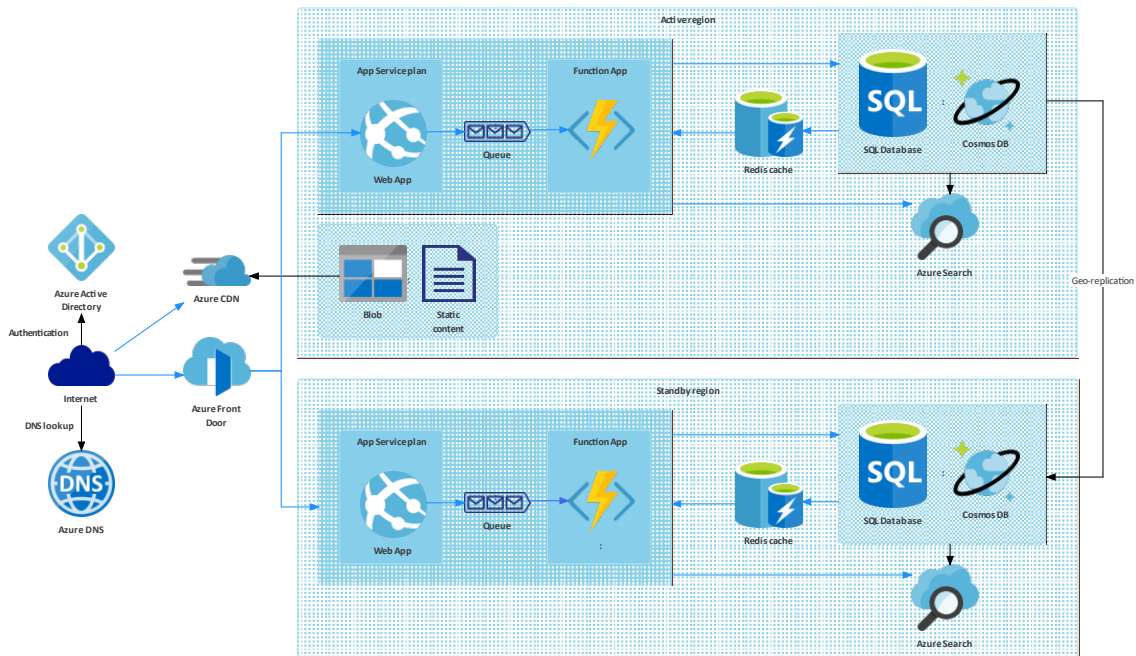 Active region
App Service plan
Function App
SQL
:
SQL Database
Cosmos DB
Queue
Web App
Redis cache
Azure Search
Geo-replication
Azure Active
Directory
Azure CDN
:
Blob
Static
content
Authentication
Internet
Azure Front
Door
DNS lookup
DNS
Azure DNS
Standby region
App Service plan
Function App
SQL
:
SQL Database
Cosmos DB
Queue
Web App
:
Redis cache
Azure Search